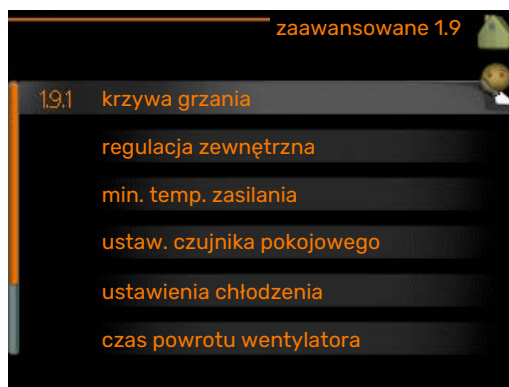 zaawansowane 1.9
1.9.1 krzywa grzania
regulacja zewnętrzna
min. temp. zasilania
ustaw. czujnika pokojowego
ustawienia chłodzenia
czas powrotu wentylatora